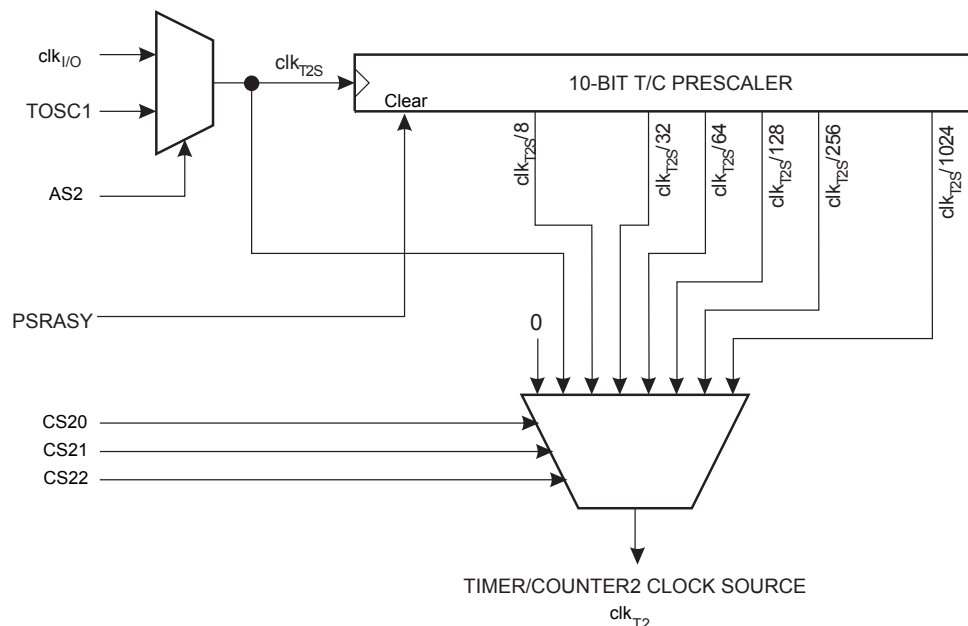 clkI/O
TOSC1
AS2
clkT2S
10-BIT T/C PRESCALER
Clear
clkT2S/8
clkT2S/32
clkT2S/64
clkT2S/128
clkT2S/256
clkT2S/1024
PSRASY
0
CS20
CS21
CS22
TIMER/COUNTER2 CLOCK SOURCE
clkT2